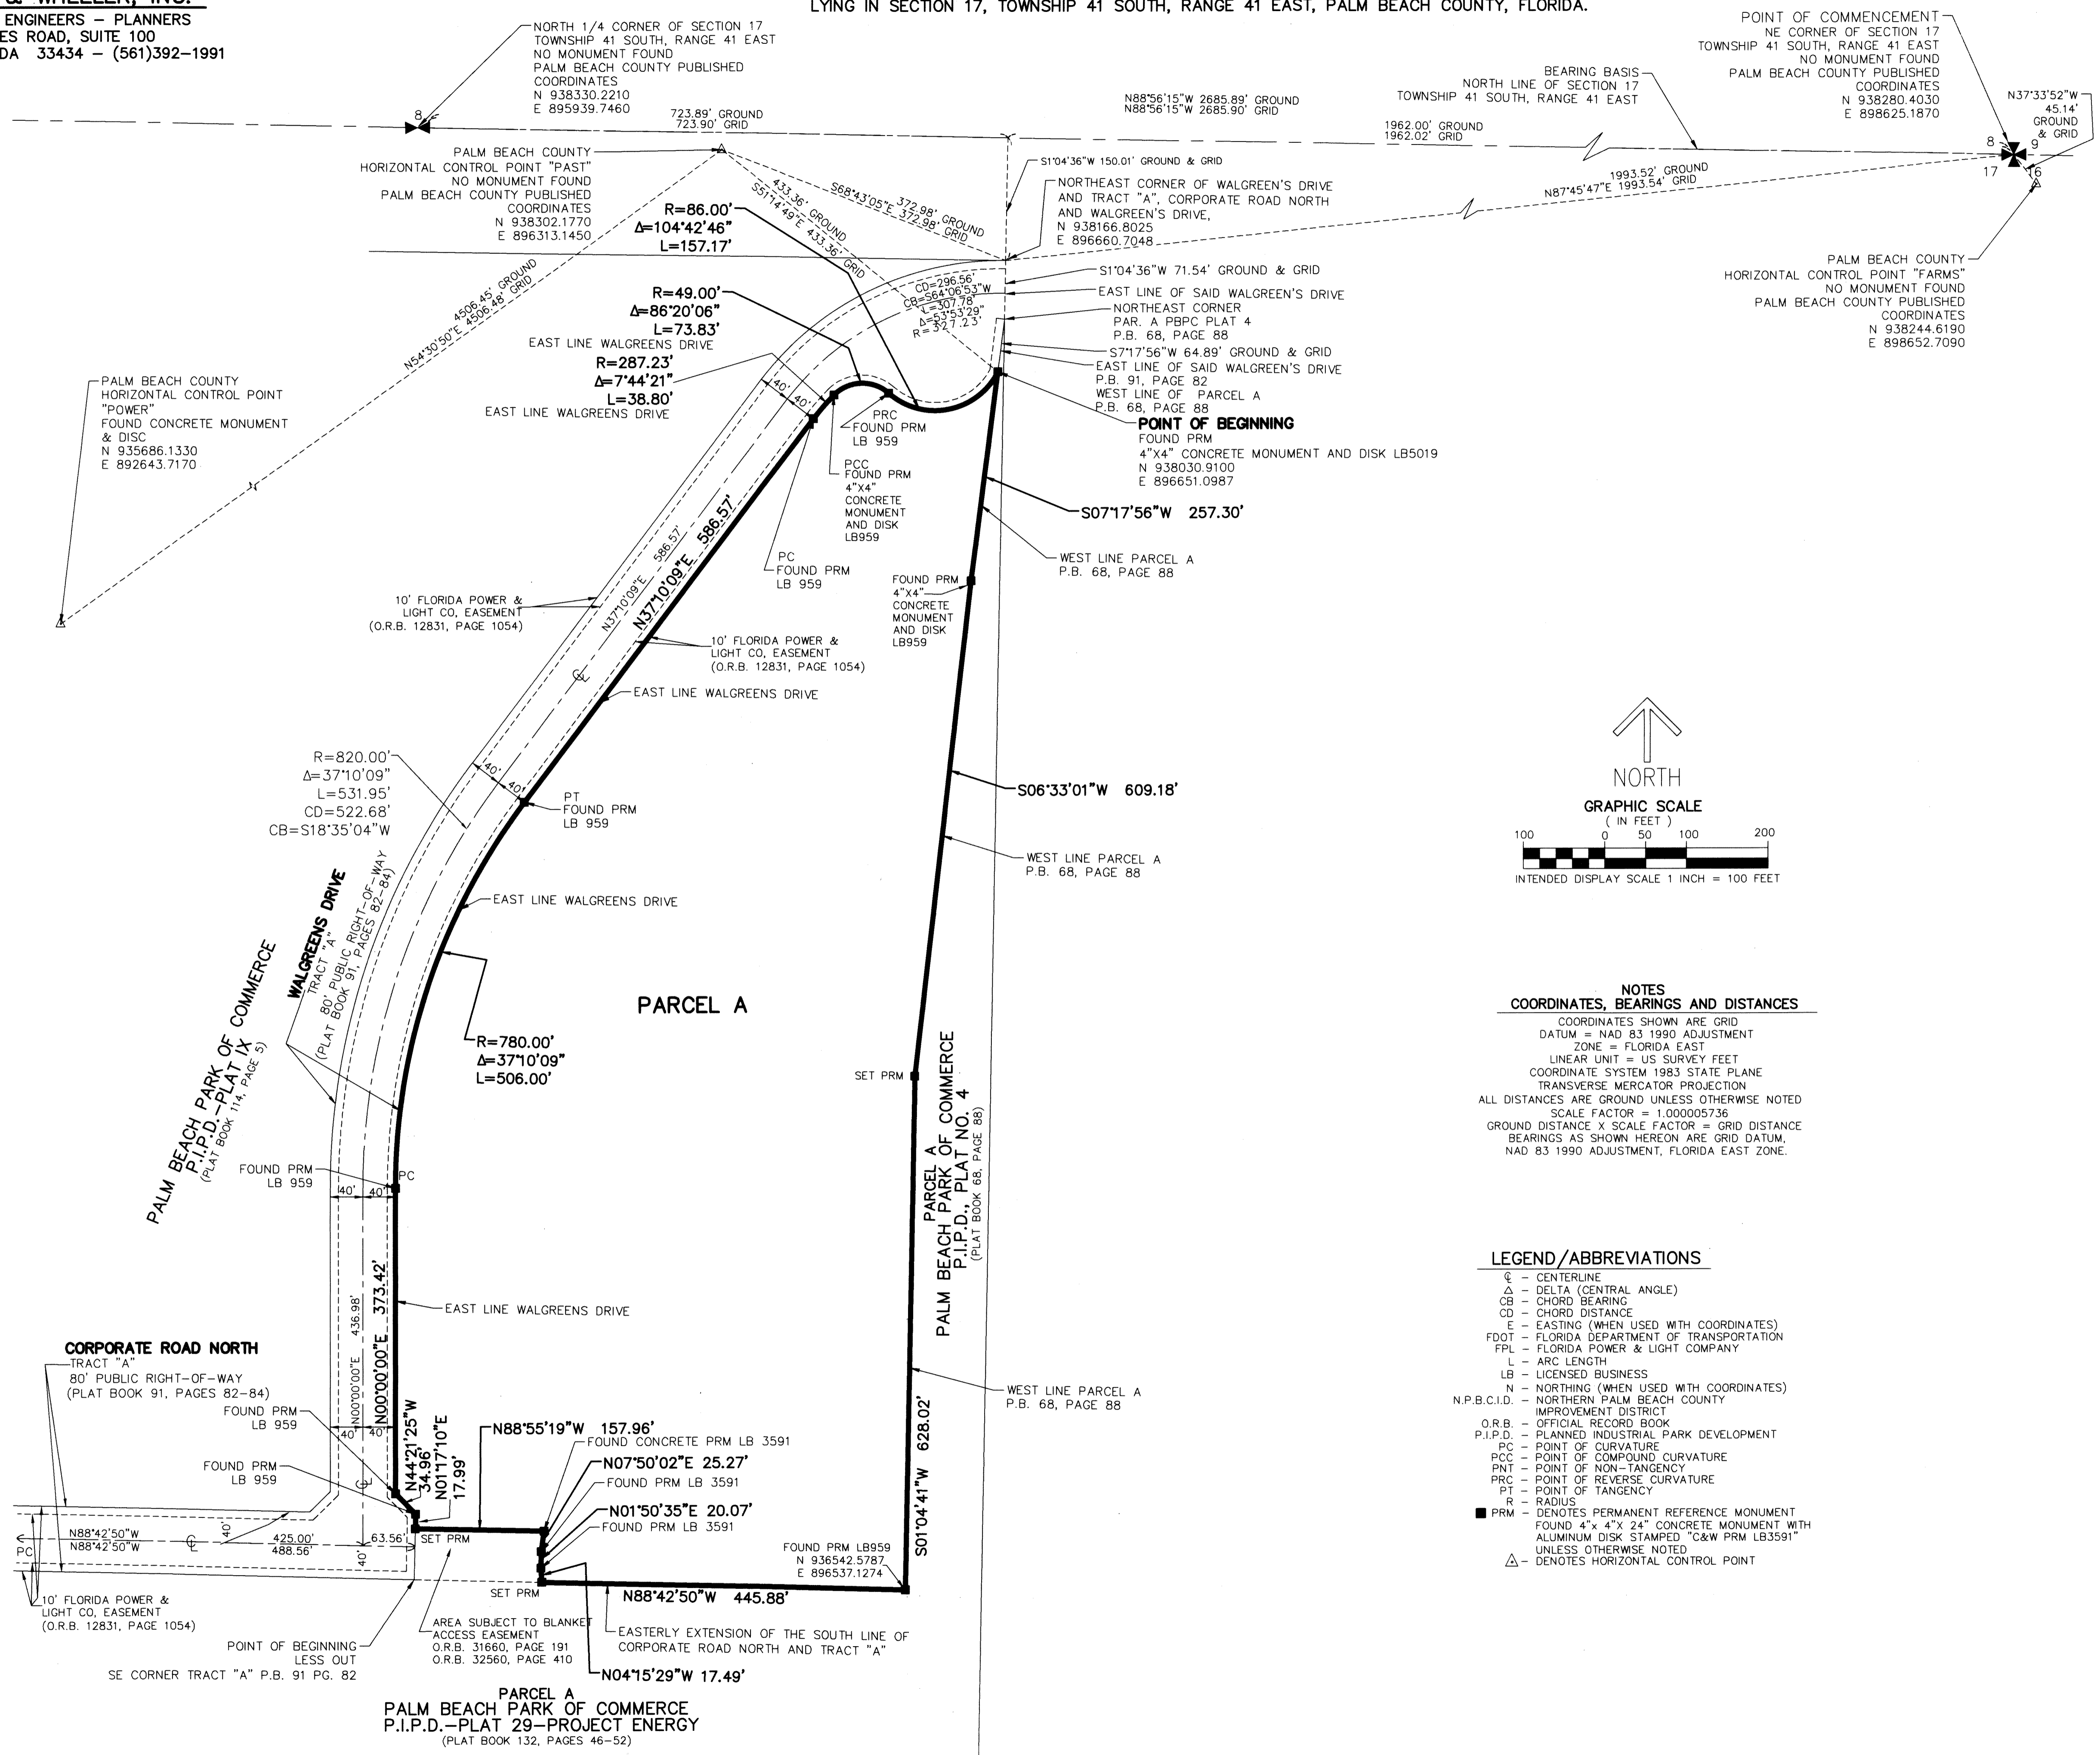 & WHEELER, INC.
ENGINEERS – PLANNERS
ES ROAD, SUITE 100
DA 33434 – (561)392-1991
LYING IN SECTION 17, TOWNSHIP 41 SOUTH, RANGE 41 EAST, PALM BEACH COUNTY, FLORIDA.
NORTH 1/4 CORNER OF SECTION 17
TOWNSHIP 41 SOUTH, RANGE 41 EAST
NO MONUMENT FOUND
PALM BEACH COUNTY PUBLISHED
COORDINATES
N 938330.2210
E 895939.7460
8
723.89' GROUND
723.90' GRID
N88°56'15"W 2685.89' GROUND
N88°56'15"W 2685.90' GRID
BEARING BASIS
NORTH LINE OF SECTION 17
TOWNSHIP 41 SOUTH, RANGE 41 EAST
1962.00' GROUND
1962.02' GRID
POINT OF COMMENCEMENT
NE CORNER OF SECTION 17
TOWNSHIP 41 SOUTH, RANGE 41 EAST
NO MONUMENT FOUND
PALM BEACH COUNTY PUBLISHED
COORDINATES
N 938280.4030
E 898625.1870
N37°33'52"W
45.14'
GROUND
& GRID
8 9
17 16
PALM BEACH COUNTY
HORIZONTAL CONTROL POINT "PAST"
NO MONUMENT FOUND
PALM BEACH COUNTY PUBLISHED
COORDINATES
N 938302.1770
E 896313.1450
433.36' GROUND
S51°14'49"E 433.36' GRID
372.98' GROUND
S68°43'05"E 372.98' GRID
S1°04'36"W 150.01' GROUND & GRID
NORTHEAST CORNER OF WALGREEN'S DRIVE
AND TRACT "A", CORPORATE ROAD NORTH
AND WALGREEN'S DRIVE,
N 938166.8025
E 896660.7048
1993.52' GROUND
N87°45'47"E 1993.54' GRID
PALM BEACH COUNTY
HORIZONTAL CONTROL POINT "FARMS"
NO MONUMENT FOUND
PALM BEACH COUNTY PUBLISHED
COORDINATES
N 938244.6190
E 898652.7090
R=86.00'
Δ=104°42'46"
L=157.17'
4506.45' GROUND
N54°30'50"E 4506.48' GRID
CD=296.56'
CB=S64°06'53"W
L=307.78'
Δ=53°53'29"
R=327.23'
S1°04'36"W 71.54' GROUND & GRID
EAST LINE OF SAID WALGREEN'S DRIVE
NORTHEAST CORNER
PAR. A PBPC PLAT 4
P.B. 68, PAGE 88
S7°17'56"W 64.89' GROUND & GRID
EAST LINE OF SAID WALGREEN'S DRIVE
P.B. 91, PAGE 82
WEST LINE OF PARCEL A
P.B. 68, PAGE 88
POINT OF BEGINNING
FOUND PRM
4"X4" CONCRETE MONUMENT AND DISK LB5019
N 938030.9100
E 896651.0987
R=49.00'
Δ=86°20'06"
L=73.83'
EAST LINE WALGREENS DRIVE
R=287.23'
Δ=7°44'21"
L=38.80'
EAST LINE WALGREENS DRIVE
40'
40'
PALM BEACH COUNTY
HORIZONTAL CONTROL POINT
"POWER"
FOUND CONCRETE MONUMENT
& DISC
N 935686.1330
E 892643.7170
PRC
FOUND PRM
LB 959
PCC
FOUND PRM
4"X4"
CONCRETE
MONUMENT
AND DISK
LB959
PC
FOUND PRM
LB 959
S07°17'56"W 257.30'
WEST LINE PARCEL A
P.B. 68, PAGE 88
FOUND PRM
4"X4"
CONCRETE
MONUMENT
AND DISK
LB959
N37°10'09"E 586.57'
N37°10'09"E 586.57'
10' FLORIDA POWER &
LIGHT CO, EASEMENT
(O.R.B. 12831, PAGE 1054)
10' FLORIDA POWER &
LIGHT CO, EASEMENT
(O.R.B. 12831, PAGE 1054)
EAST LINE WALGREENS DRIVE
R=820.00'
Δ=37°10'09"
L=531.95'
CD=522.68'
CB=S18°35'04"W
40'
40'
PT
FOUND PRM
LB 959
S06°33'01"W 609.18'
WEST LINE PARCEL A
P.B. 68, PAGE 88
NORTH
GRAPHIC SCALE
( IN FEET )
100 0 50 100 200
INTENDED DISPLAY SCALE 1 INCH = 100 FEET
WALGREENS DRIVE
TRACT "A"
80' PUBLIC RIGHT-OF-WAY
(PLAT BOOK 91, PAGES 82-84)
EAST LINE WALGREENS DRIVE
PALM BEACH PARK OF COMMERCE
P.I.P.D.-PLAT IX
(PLAT BOOK 114, PAGE 5)
PARCEL A
R=780.00'
Δ=37°10'09"
L=506.00'
SET PRM
PARCEL A
PALM BEACH PARK OF COMMERCE
P.I.P.D., PLAT NO. 4
(PLAT BOOK 68, PAGE 88)
NOTES
COORDINATES, BEARINGS AND DISTANCES
COORDINATES SHOWN ARE GRID
DATUM = NAD 83 1990 ADJUSTMENT
ZONE = FLORIDA EAST
LINEAR UNIT = US SURVEY FEET
COORDINATE SYSTEM 1983 STATE PLANE
TRANSVERSE MERCATOR PROJECTION
ALL DISTANCES ARE GROUND UNLESS OTHERWISE NOTED
SCALE FACTOR = 1.000005736
GROUND DISTANCE X SCALE FACTOR = GRID DISTANCE
BEARINGS AS SHOWN HEREON ARE GRID DATUM,
NAD 83 1990 ADJUSTMENT, FLORIDA EAST ZONE.
FOUND PRM
LB 959
PC
40' 40'
N00°00'00"E 436.98'
N00°00'00"E 373.42'
EAST LINE WALGREENS DRIVE
LEGEND/ABBREVIATIONS
℄ – CENTERLINE
Δ – DELTA (CENTRAL ANGLE)
CB – CHORD BEARING
CD – CHORD DISTANCE
E – EASTING (WHEN USED WITH COORDINATES)
FDOT – FLORIDA DEPARTMENT OF TRANSPORTATION
FPL – FLORIDA POWER & LIGHT COMPANY
L – ARC LENGTH
LB – LICENSED BUSINESS
N – NORTHING (WHEN USED WITH COORDINATES)
N.P.B.C.I.D. – NORTHERN PALM BEACH COUNTY
IMPROVEMENT DISTRICT
O.R.B. – OFFICIAL RECORD BOOK
P.I.P.D. – PLANNED INDUSTRIAL PARK DEVELOPMENT
PC – POINT OF CURVATURE
PCC – POINT OF COMPOUND CURVATURE
PNT – POINT OF NON-TANGENCY
PRC – POINT OF REVERSE CURVATURE
PT – POINT OF TANGENCY
R – RADIUS
PRM – DENOTES PERMANENT REFERENCE MONUMENT
FOUND 4"x 4"X 24" CONCRETE MONUMENT WITH
ALUMINUM DISK STAMPED "C&W PRM LB3591"
UNLESS OTHERWISE NOTED
– DENOTES HORIZONTAL CONTROL POINT
CORPORATE ROAD NORTH
TRACT "A"
80' PUBLIC RIGHT-OF-WAY
(PLAT BOOK 91, PAGES 82-84)
FOUND PRM
LB 959
FOUND PRM
LB 959
40' 40'
N44°21'25"W
34.96'
N01°17'10"E
17.99'
WEST LINE PARCEL A
P.B. 68, PAGE 88
S01°04'41"W 628.02'
N88°55'19"W 157.96'
FOUND CONCRETE PRM LB 3591
N07°50'02"E 25.27'
FOUND PRM LB 3591
N01°50'35"E 20.07'
FOUND PRM LB 3591
N88°42'50"W
N88°42'50"W
PC
℄
40'
425.00'
488.56'
63.56'
40'
SET PRM
FOUND PRM LB959
N 936542.5787
E 896537.1274
SET PRM
N88°42'50"W 445.88'
10' FLORIDA POWER &
LIGHT CO, EASEMENT
(O.R.B. 12831, PAGE 1054)
POINT OF BEGINNING
LESS OUT
SE CORNER TRACT "A" P.B. 91 PG. 82
AREA SUBJECT TO BLANKET
ACCESS EASEMENT
O.R.B. 31660, PAGE 191
O.R.B. 32560, PAGE 410
EASTERLY EXTENSION OF THE SOUTH LINE OF
CORPORATE ROAD NORTH AND TRACT "A"
N04°15'29"W 17.49'
PARCEL A
PALM BEACH PARK OF COMMERCE
P.I.P.D.-PLAT 29-PROJECT ENERGY
(PLAT BOOK 132, PAGES 46-52)